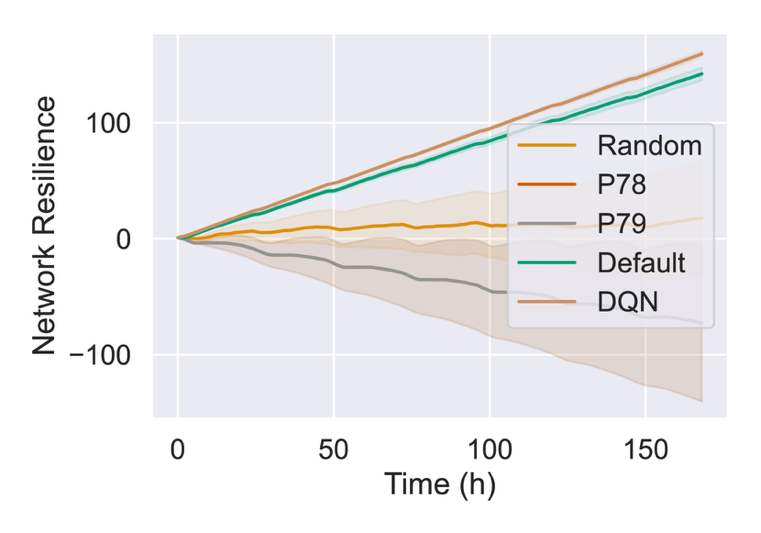 Network Resilience
100
0
−100
0
50
100
150
Time (h)
Random
P78
P79
Default
DQN